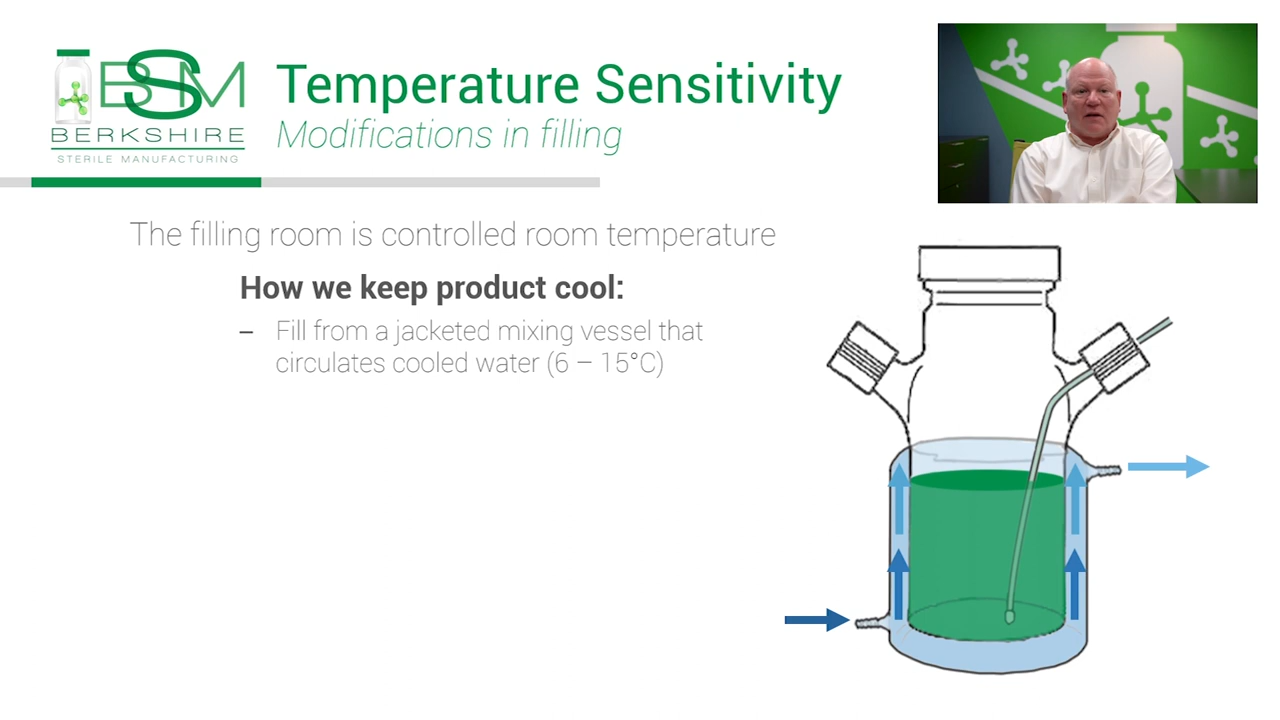 BSM
BERKSHIRE
STERILE MANUFACTURING
Temperature Sensitivity
Modifications in filling
The filling room is controlled room temperature
How we keep product cool:
– Fill from a jacketed mixing vessel that
circulates cooled water (6 – 15°C)